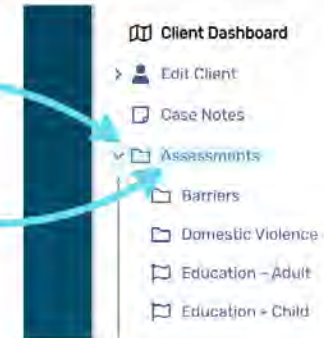 Client Dashboard
Edit Client
Case Notes
Assessments
Barriers
Domestic Violence
Education - Adult
Education - Child